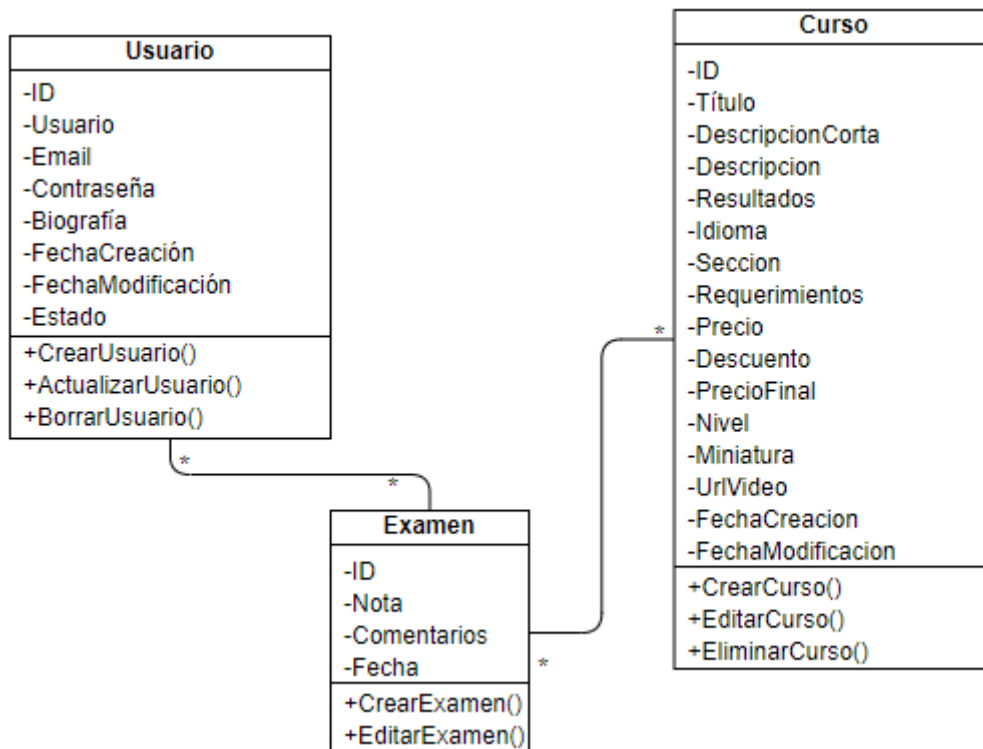 Usuario
-ID
-Usuario
-Email
-Contraseña
-Biografía
-FechaCreación
-FechaModificación
-Estado
+CrearUsuario()
+ActualizarUsuario()
+BorrarUsuario()
*
*
Examen
-ID
-Nota
-Comentarios
-Fecha
+CrearExamen()
+EditarExamen()
*
*
Curso
-ID
-Título
-DescripcionCorta
-Descripcion
-Resultados
-Idioma
-Seccion
-Requerimientos
-Precio
-Descuento
-PrecioFinal
-Nivel
-Miniatura
-UrlVideo
-FechaCreacion
-FechaModificacion
+CrearCurso()
+EditarCurso()
+EliminarCurso()